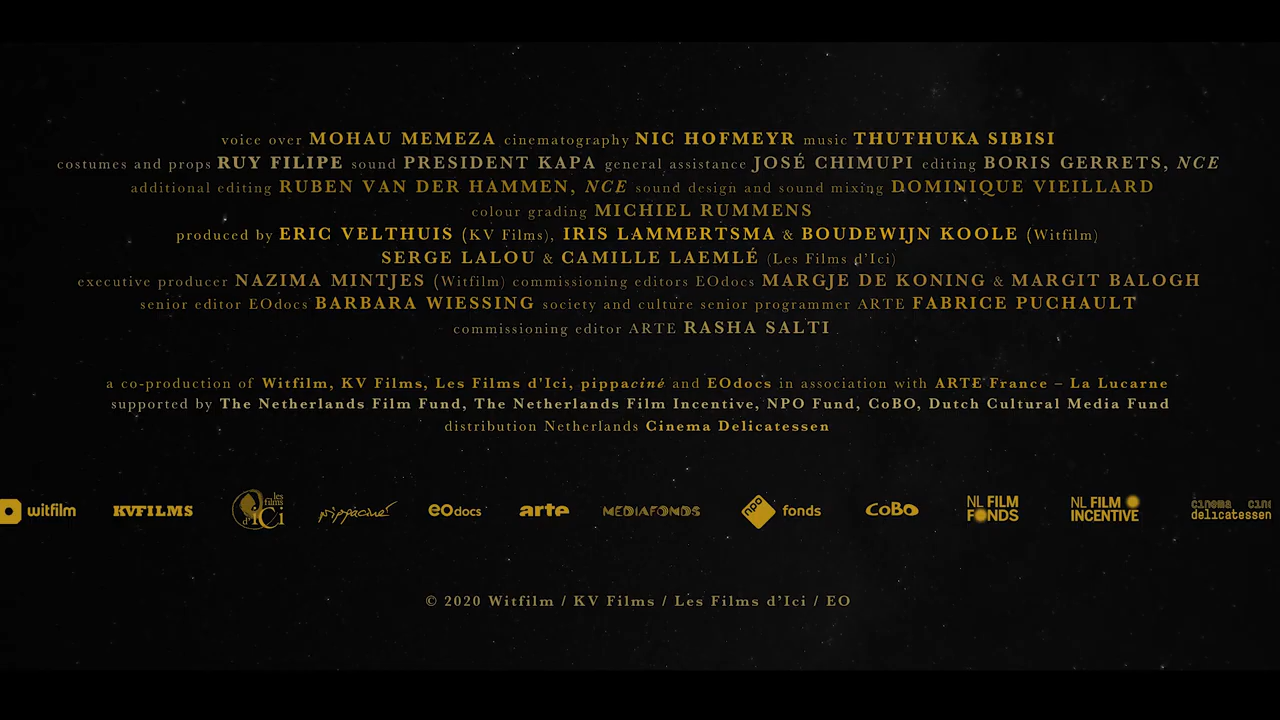 voice over MOHAU MEMEZA cinematography NIC HOFMEYR music THUTHUKA SIBISI
costumes and props RUY FILIPE sound PRESIDENT KAPA general assistance JOSÉ CHIMUPI editing BORIS GERRETS, NCE
additional editing RUBEN VAN DER HAMMEN, NCE sound design and sound mixing DOMINIQUE VIEILLARD
colour grading MICHIEL RUMMENS
produced by ERIC VELTHUIS (KV Films), IRIS LAMMERTSMA & BOUDEWIJN KOOLE (Witfilm)
SERGE LALOU & CAMILLE LAEMLÉ (Les Films d'Ici)
executive producer NAZIMA MINTJES (Witfilm) commissioning editors EOdocs MARGJE DE KONING & MARGIT BALOGH
senior editor EOdocs BARBARA WIESSING society and culture senior programmer ARTE FABRICE PUCHAULT
commissioning editor ARTE RASHA SALTI
a co-production of Witfilm, KV Films, Les Films d'Ici, pippaciné and EOdocs in association with ARTE France – La Lucarne
supported by The Netherlands Film Fund, The Netherlands Film Incentive, NPO Fund, CoBO, Dutch Cultural Media Fund
distribution Netherlands Cinema Delicatessen
witfilm KVFILMS les films d'ici pippaciné eodocs arte MEDIAFONDS npo fonds CoBO NL FILM FONDS NL FILM INCENTIVE cinema delicatessen
© 2020 Witfilm / KV Films / Les Films d'Ici / EO